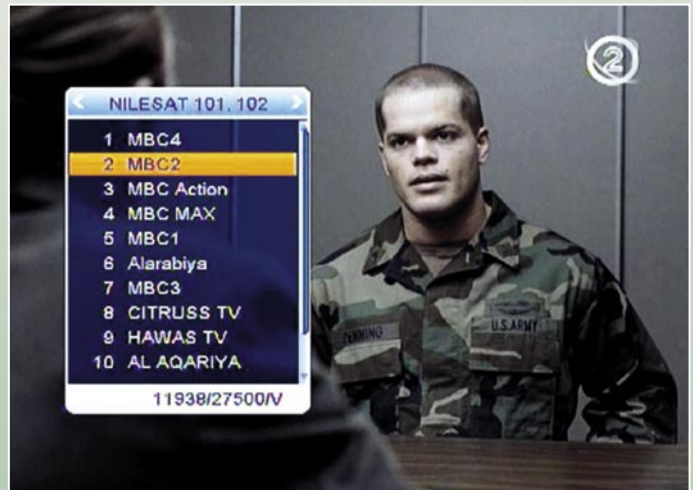 NILESAT 101, 102
1 MBC4
2 MBC2
3 MBC Action
4 MBC MAX
5 MBC1
6 Alarabiya
7 MBC3
8 CITRUSS TV
9 HAWAS TV
10 AL AQARIYA
11938/27500/V
2
U.S. ARMY